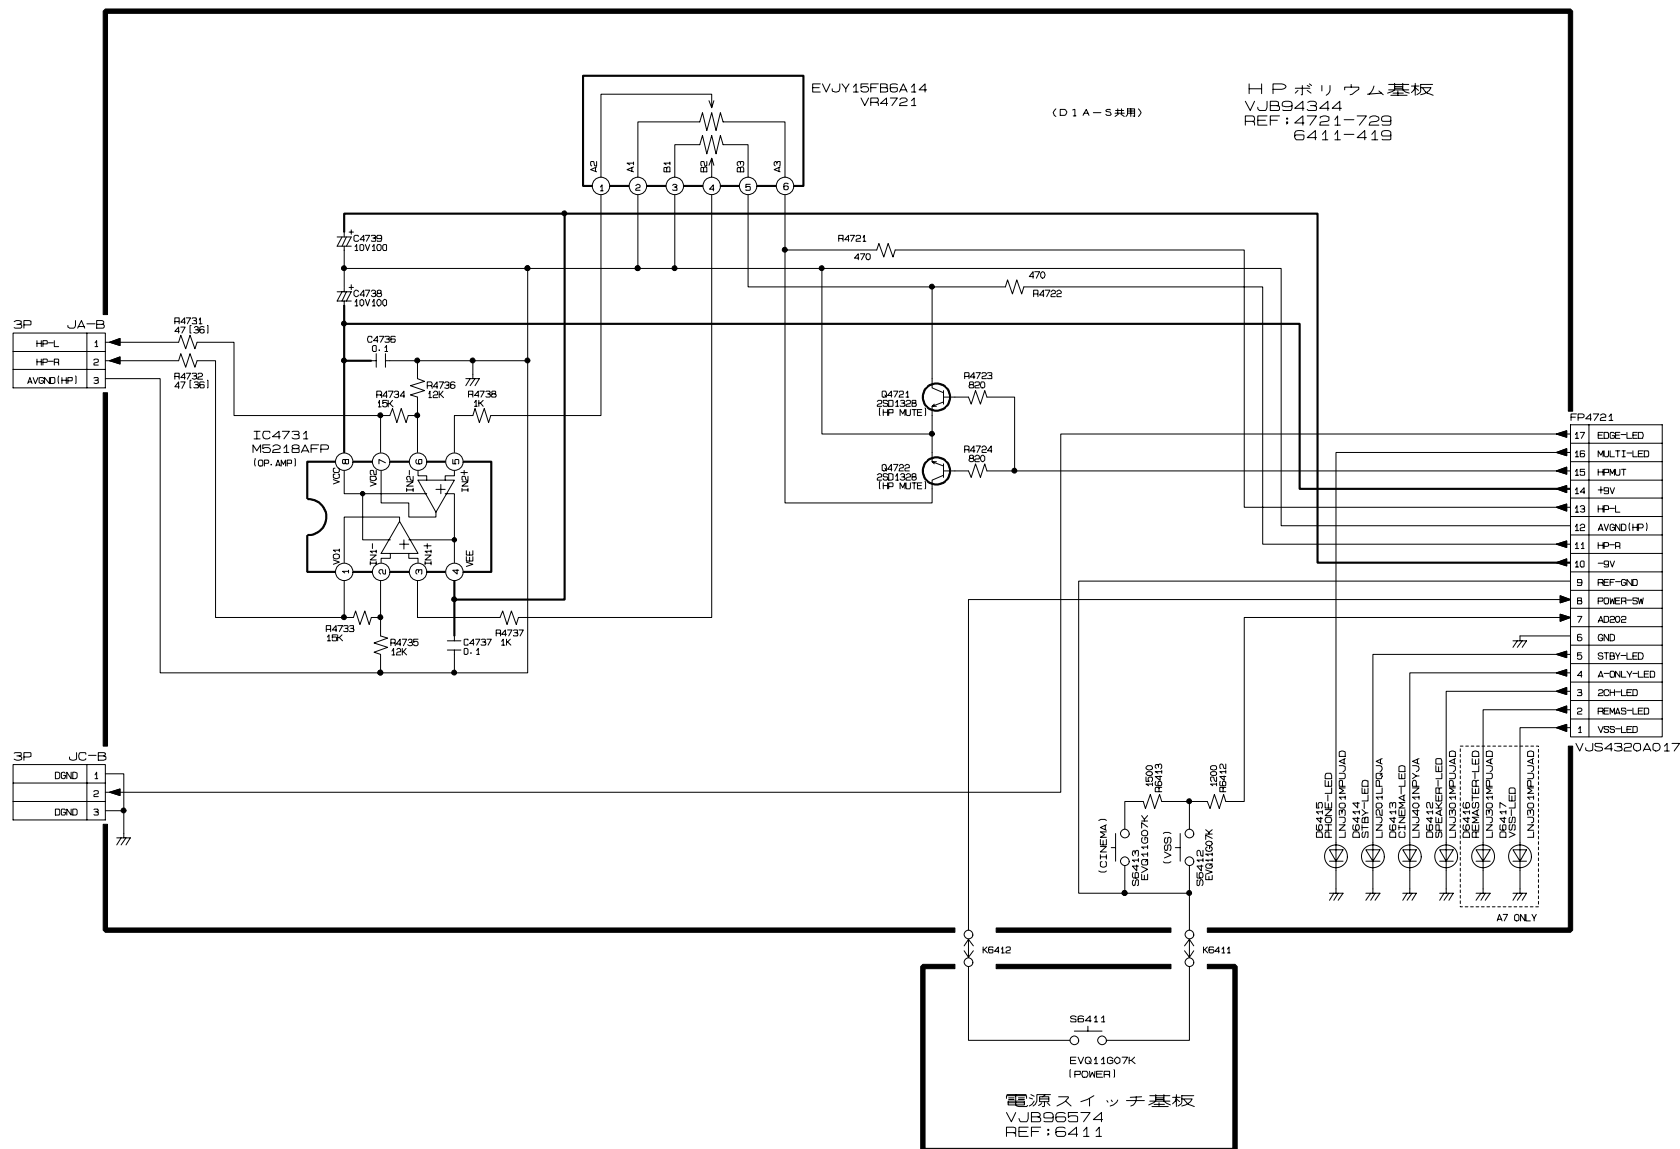 EVJY15FB6A14
VR4721
(D1A-S共用)
HPボリウム基板
VJB94344
REF:4721-729
6411-419
A2
A1
B1
B2
B3
A3
1
2
3
4
5
6
C4739
10V100
C4738
10V100
R4721
470
470
R4722
3P JA-B
HP-L 1
HP-R 2
AVGND(HP) 3
R4731
47[36]
R4732
47[36]
C4736
0.1
R4736
12K
R4734
15K
R4738
1K
IC4731
M5218AFP
(OP.AMP)
8
7
6
5
VCC
VO2
IN2-
IN2+
VO1
IN1-
IN1+
VEE
1
2
3
4
R4733
15K
R4735
12K
R4737
1K
C4737
0.1
Q4721
2SD1328
(HP MUTE)
R4723
820
Q4722
2SD1328
(HP MUTE)
R4724
820
FP4721
17 EDGE-LED
16 MULTI-LED
15 HPMUT
14 +9V
13 HP-L
12 AVGND(HP)
11 HP-R
10 -9V
9 REF-GND
8 POWER-SW
7 AD202
6 GND
5 STBY-LED
4 A-ONLY-LED
3 2CH-LED
2 REMAS-LED
1 VSS-LED
VJS4320A017
3P JC-B
DGND 1
2
DGND 3
1500
R6413
1200
R6412
(CINEMA)
S6413
EVQ11G07K
(VSS)
S6412
EVQ11G07K
D6415
PHONE-LED
LNJ301MPUJAD
D6414
STBY-LED
LNJ201LPQJA
D6413
CINEMA-LED
LNJ401NPYJA
D6412
SPEAKER-LED
LNJ301MPUJAD
D6416
REMASTER-LED
LNJ301MPUJAD
D6417
VSS-LED
LNJ301MPUJAD
A7 ONLY
K6412
K6411
S6411
EVQ11G07K
(POWER)
電源スイッチ基板
VJB96574
REF:6411